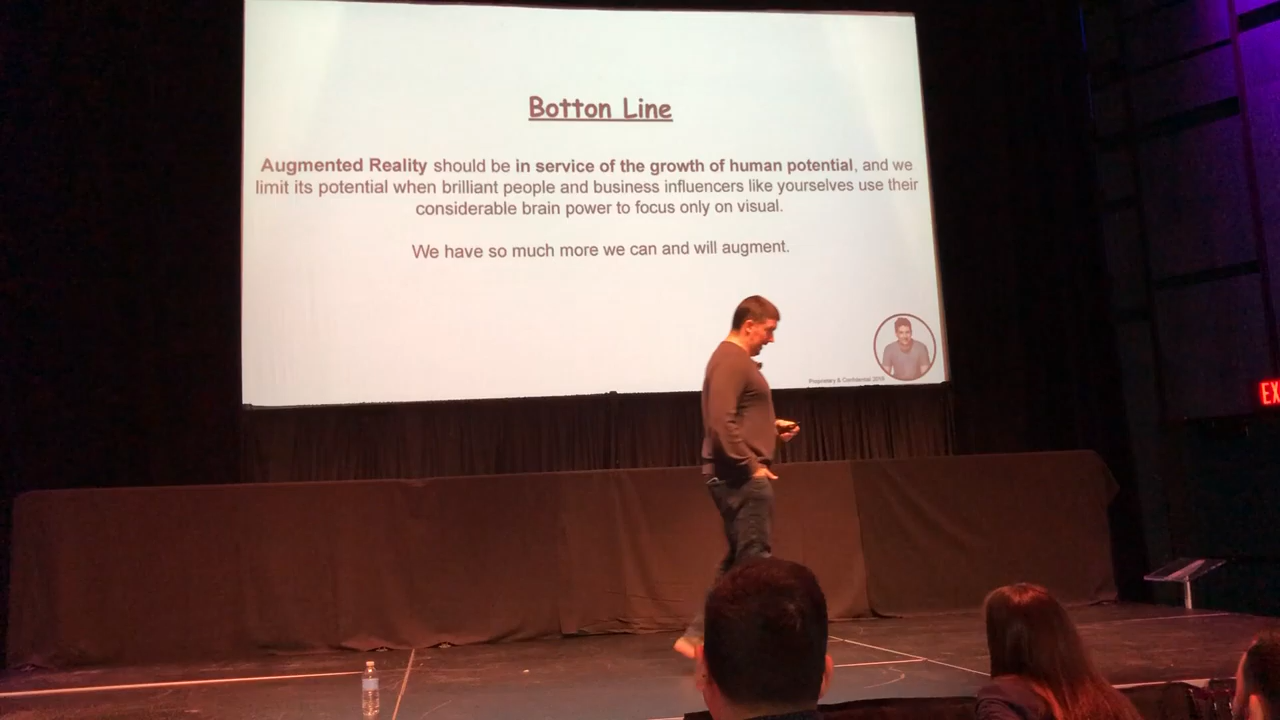 Botton Line
Augmented Reality should be in service of the growth of human potential, and we
limit its potential when brilliant people and business influencers like yourselves use their
considerable brain power to focus only on visual.
We have so much more we can and will augment.
Proprietary & Confidential 2019
EX